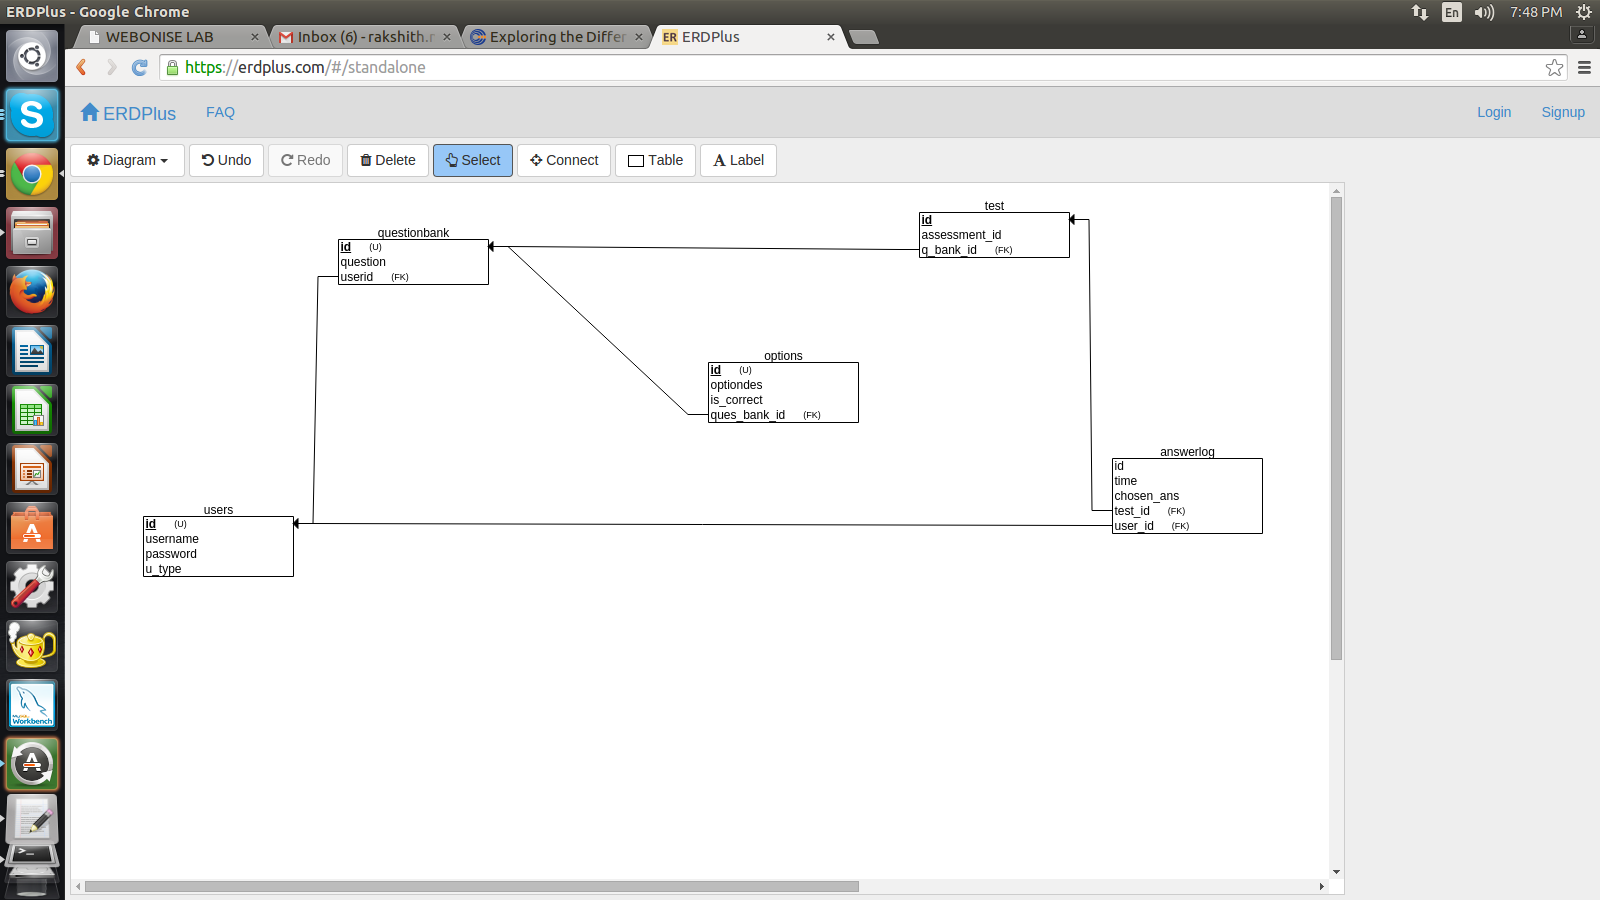 ERDPlus - Google Chrome
En
7:48 PM
WEBONISE LAB
Inbox (6) - rakshith.r
Exploring the Differ
ER ERDPlus
https://erdplus.com/#/standalone
ERDPlus
FAQ
Login
Signup
Diagram
Undo
Redo
Delete
Select
Connect
Table
A Label
test
id
assessment_id
q_bank_id (FK)
questionbank
id (U)
question
userid (FK)
options
id (U)
optiondes
is_correct
ques_bank_id (FK)
answerlog
id
time
chosen_ans
test_id (FK)
user_id (FK)
users
id (U)
username
password
u_type
Workbench